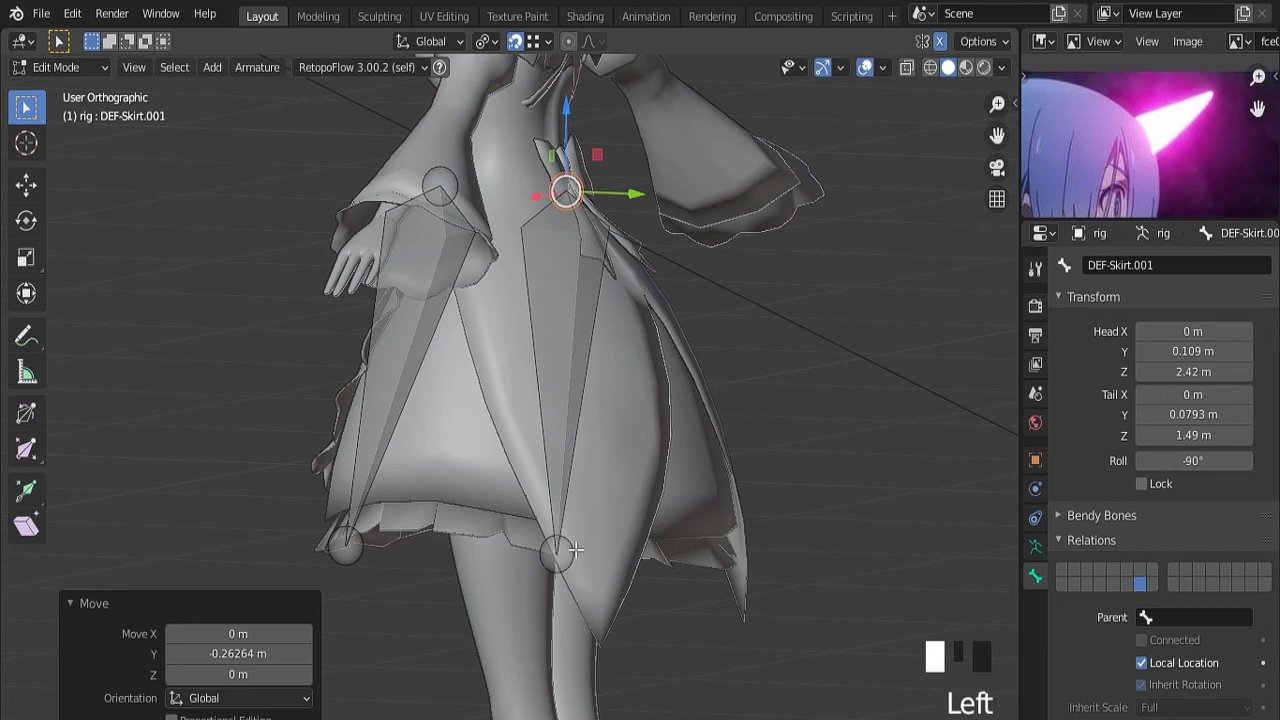 File Edit Render Window Help Layout Modeling Sculpting UV Editing Texture Paint Shading Animation Rendering Compositing Scripting + Scene View Layer
Global Options View View Image fce0
Edit Mode View Select Add Armature RetopoFlow 3.00.2 (self) ?
User Orthographic
(1) rig : DEF-Skirt.001
rig rig DEF-Skirt.00
DEF-Skirt.001
Transform
Head X 0 m
Y 0.109 m
Z 2.42 m
Tail X 0 m
Y 0.0793 m
Z 1.49 m
Roll -90°
Lock
Bendy Bones
Relations
Parent
Connected
Local Location
Inherit Rotation
Inherit Scale Full
Move
Move X 0 m
Y -0.26264 m
Z 0 m
Orientation Global
Proportional Editing
Left